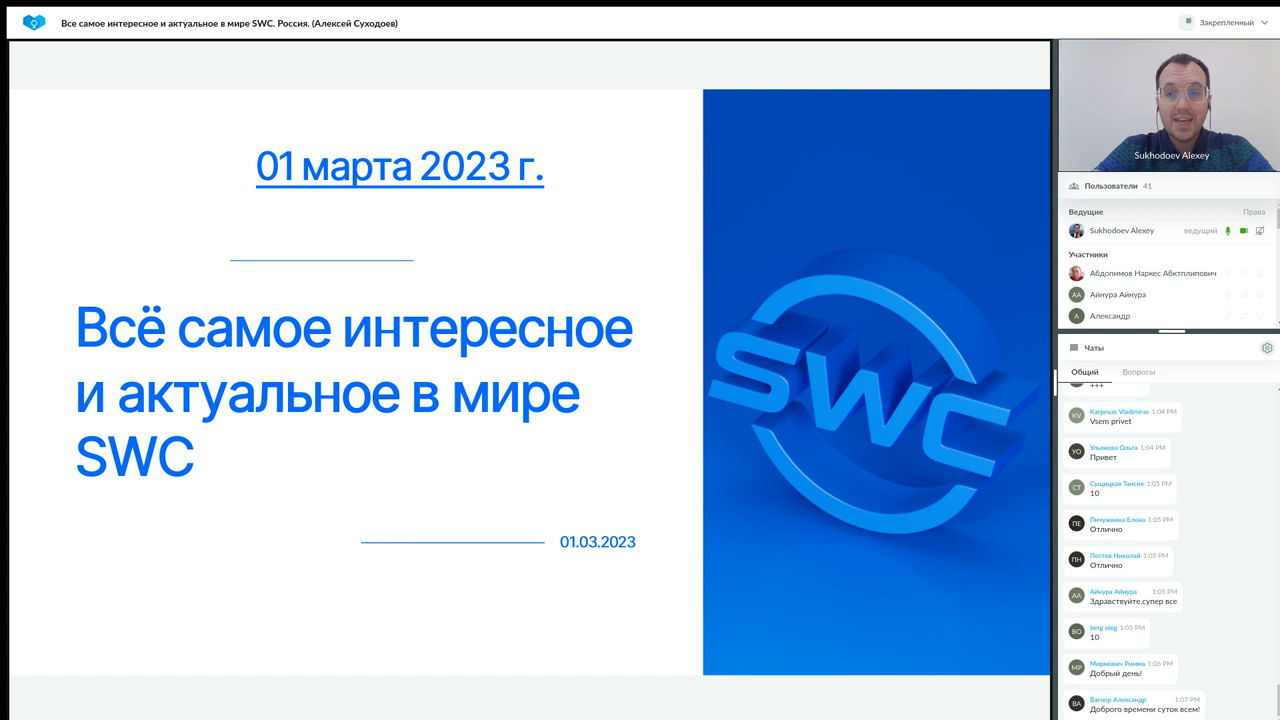 Все самое интересное и актуальное в мире SWC. Россия. (Алексей Суходоев)
Закрепленный
01 марта 2023 г.
Всё самое интересное
и актуальное в мире
SWC
01.03.2023
SWC
Sukhodoev Alexey
Пользователи 41
Ведущие Права
Sukhodoev Alexey ведущий
Участники
Абдопимов Наркес Абктплипович
АА Айнура Айнура
А Александр
Чаты
Общий Вопросы
+++
KV Karpovas Vladimiras 1:04 PM
Vsem privet
УО Ульянова Ольга 1:04 PM
Привет
СТ Сущицкая Таисия 1:05 PM
10
ПЕ Пичужкина Елена 1:05 PM
Отлично
ПН Пестов Николай 1:05 PM
Отлично
АА Айнура Айнура 1:05 PM
Здравствуйте,супер все
BO berg oleg 1:05 PM
10
МР Мирмович Римма 1:06 PM
Добрый день!
ВА Вагнер Александр 1:07 PM
Доброго времени суток всем!